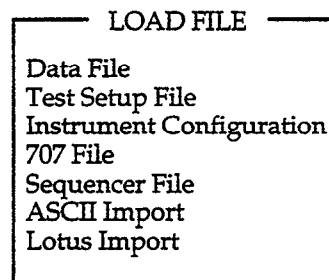 LOAD FILE
Data File
Test Setup File
Instrument Configuration
707 File
Sequencer File
ASCII Import
Lotus Import